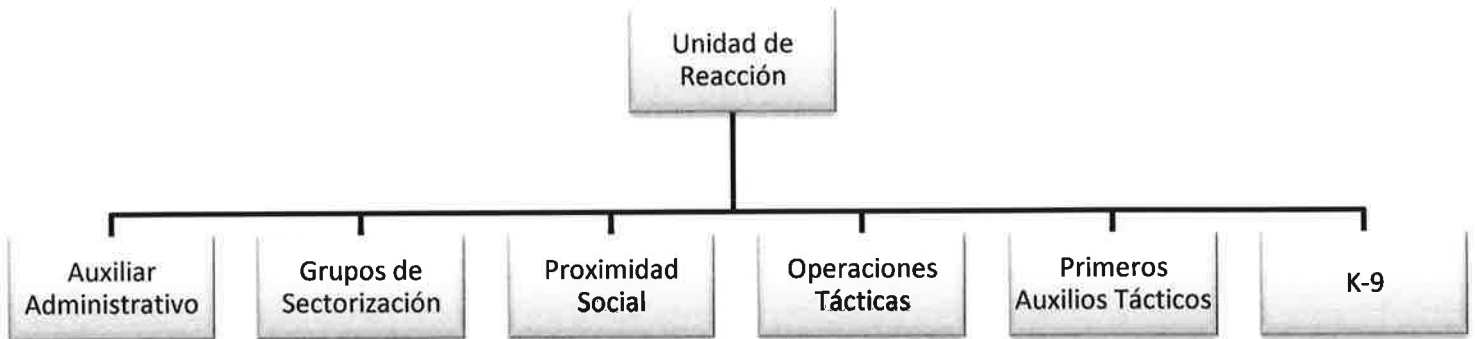 Unidad de
Reacción
Auxiliar
Administrativo
Grupos de
Sectorización
Proximidad
Social
Operaciones
Tácticas
Primeros
Auxilios Tácticos
K-9